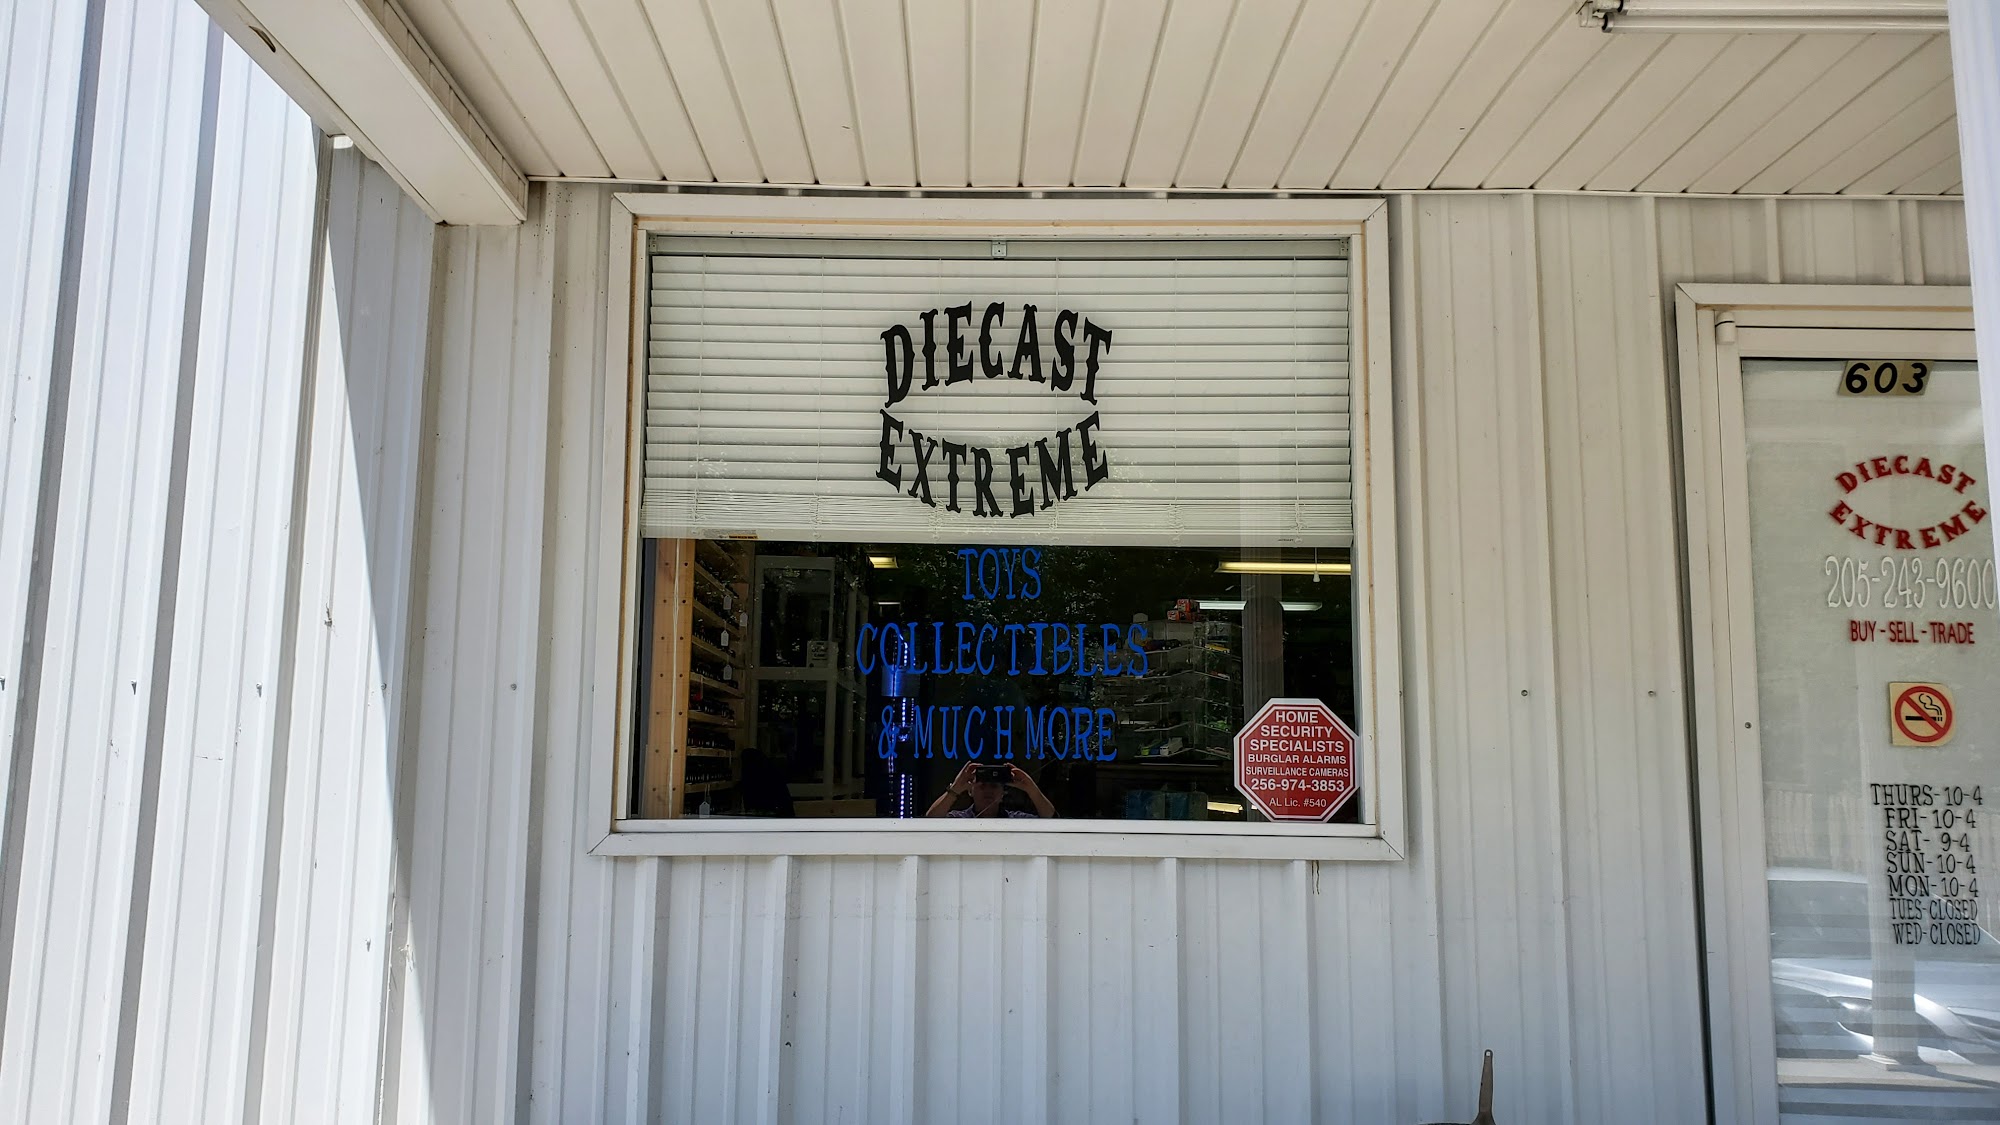 DIECAST
EXTREME
TOYS
COLLECTIBLES
& MUCH MORE
HOME
SECURITY
SPECIALISTS
BURGLAR ALARMS
SURVEILLANCE CAMERAS
256-974-3853
AL Lic. #540
603
DIECAST
EXTREME
205-243-9600
BUY - SELL - TRADE
THURS- 10-4
FRI- 10-4
SAT- 9-4
SUN- 10-4
MON- 10-4
TUES- CLOSED
WED- CLOSED